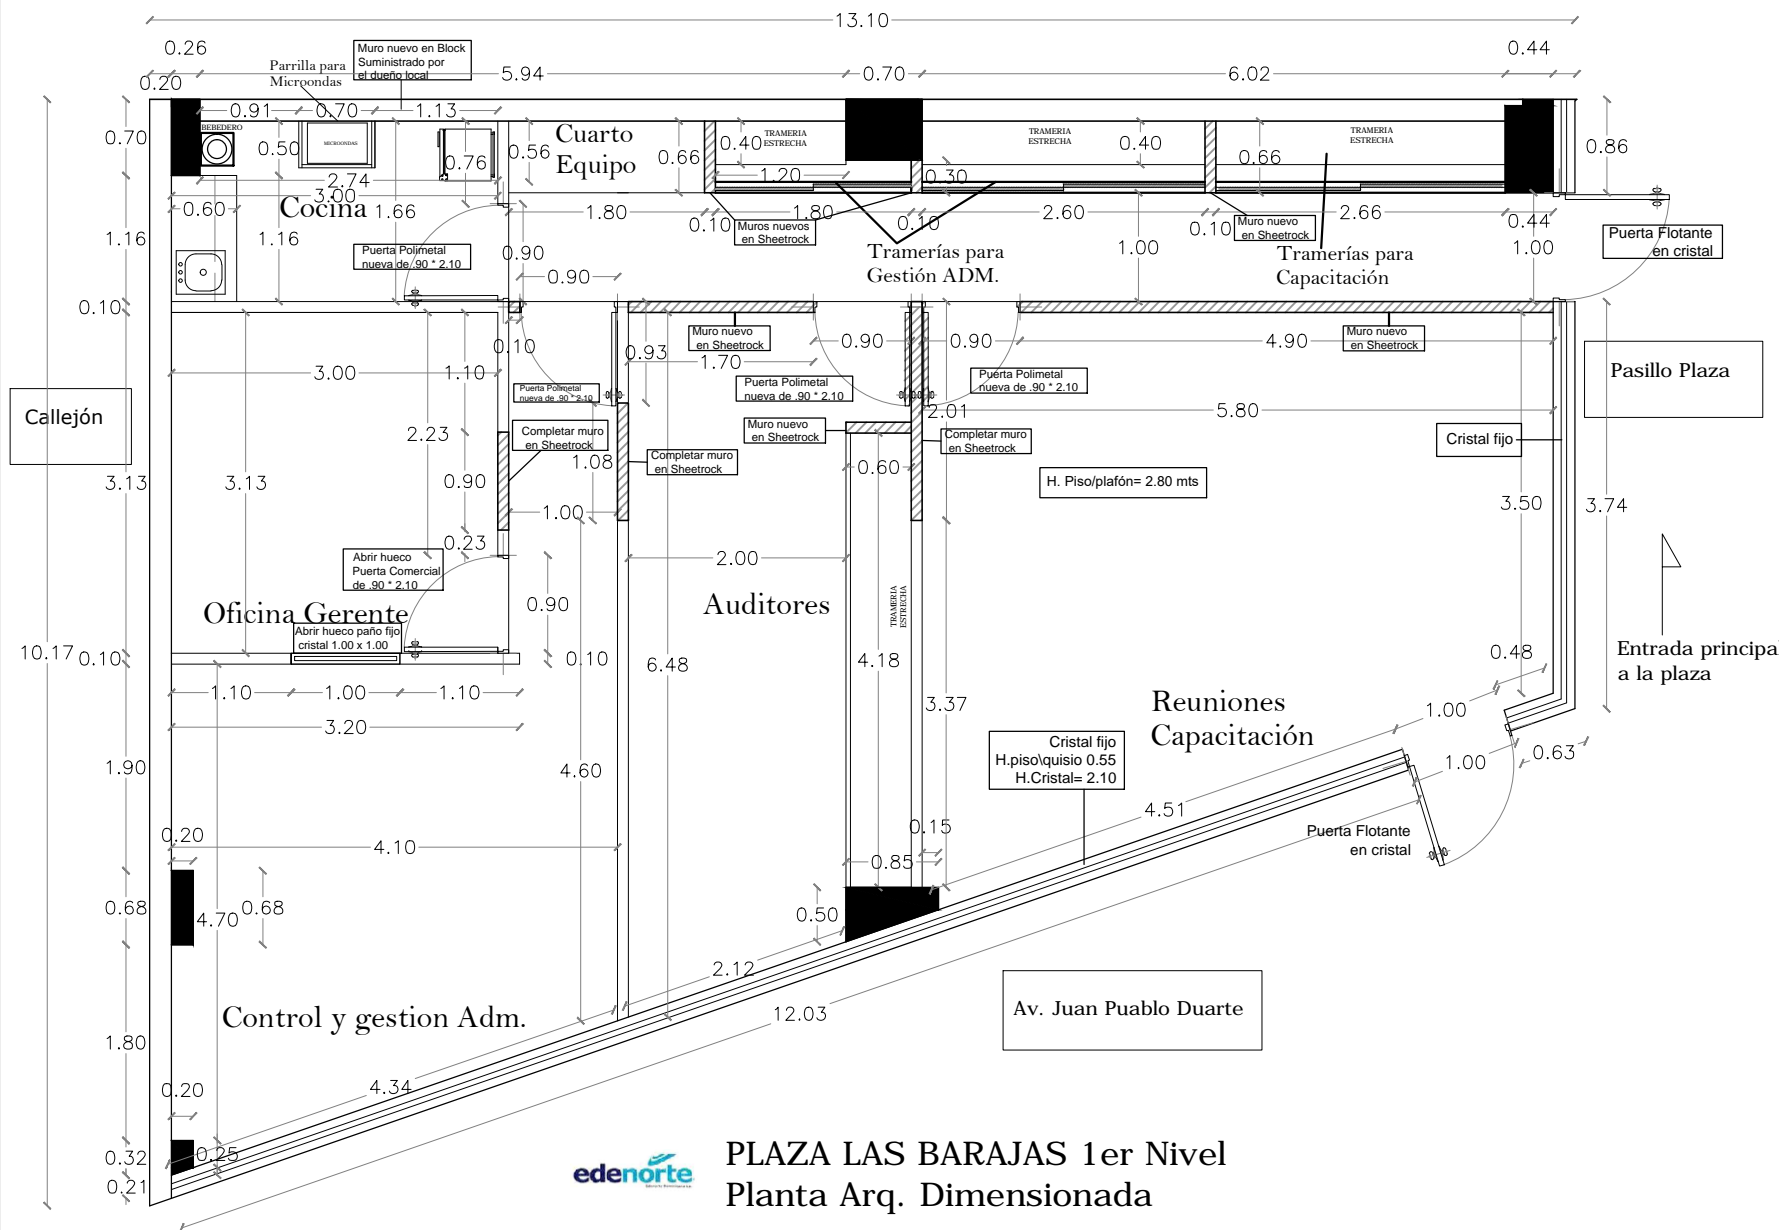 13.10
0.26
0.44
0.20
5.94
0.70
6.02
Parrilla para
Microondas
Muro nuevo en Block
Suministrado por
el dueño local
0.91
0.70
1.13
0.70
BEBEDERO
MICROONDAS
0.50
0.76
0.56
Cuarto
Equipo
0.66
0.40
TRAMERIA
ESTRECHA
TRAMERIA
ESTRECHA
0.40
TRAMERIA
ESTRECHA
0.66
0.86
2.74
3.00
1.20
0.30
0.60
Cocina
1.66
1.80
0.10
1.80
0.10
2.60
0.10
2.66
0.44
1.16
1.16
Muros nuevos
en Sheetrock
Muro nuevo
en Sheetrock
Puerta Polimetal
nueva de .90 * 2.10
0.90
0.90
Tramerías para
Gestión ADM.
1.00
Tramerías para
Capacitación
1.00
Puerta Flotante
en cristal
0.10
0.10
Muro nuevo
en Sheetrock
0.93
1.70
0.90
0.90
4.90
Muro nuevo
en Sheetrock
3.00
1.10
Puerta Polimetal
nueva de .90 * 2.10
Puerta Polimetal
nueva de .90 * 2.10
Puerta Polimetal
nueva de .90 * 2.10
Pasillo Plaza
Callejón
2.23
Completar muro
en Sheetrock
Completar muro
en Sheetrock
1.08
Muro nuevo
en Sheetrock
2.01
Completar muro
en Sheetrock
5.80
Cristal fijo
0.60
H. Piso/plafón= 2.80 mts
3.13
3.13
0.90
1.00
3.50
3.74
0.23
Abrir hueco
Puerta Comercial
de .90 * 2.10
0.90
2.00
Auditores
TRAMERIA
ESTRECHA
Oficina Gerente
Abrir hueco paño fijo
cristal 1.00 x 1.00
10.17
0.10
0.10
6.48
4.18
0.48
Entrada principal
a la plaza
1.10
1.00
1.10
3.20
3.37
Reuniones
Capacitación
1.00
1.90
4.60
Cristal fijo
H.piso\quisio 0.55
H.Cristal= 2.10
1.00
0.63
4.51
0.20
4.10
0.15
0.85
Puerta Flotante
en cristal
0.68
4.70
0.68
0.50
2.12
Control y gestion Adm.
12.03
Av. Juan Puablo Duarte
1.80
0.20
4.34
0.32
0.25
0.21
edenorte
PLAZA LAS BARAJAS 1er Nivel
Planta Arq. Dimensionada